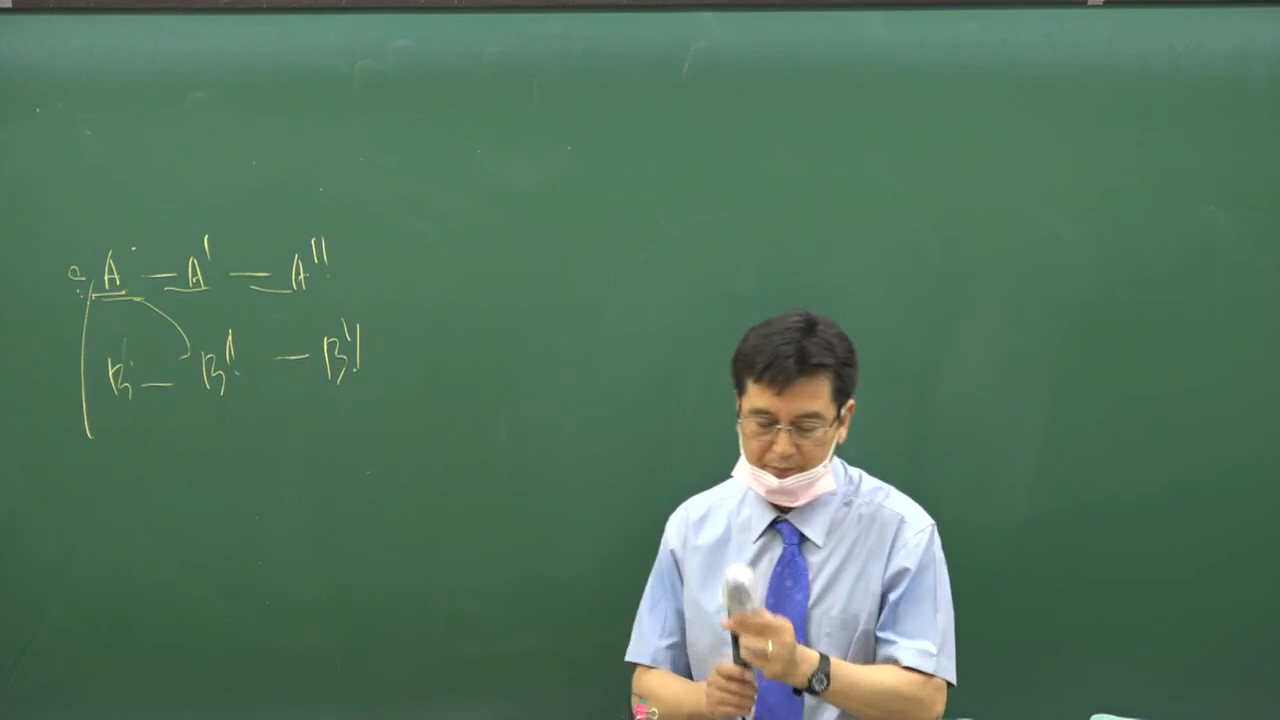 A — A' — A''
B — B' — B''